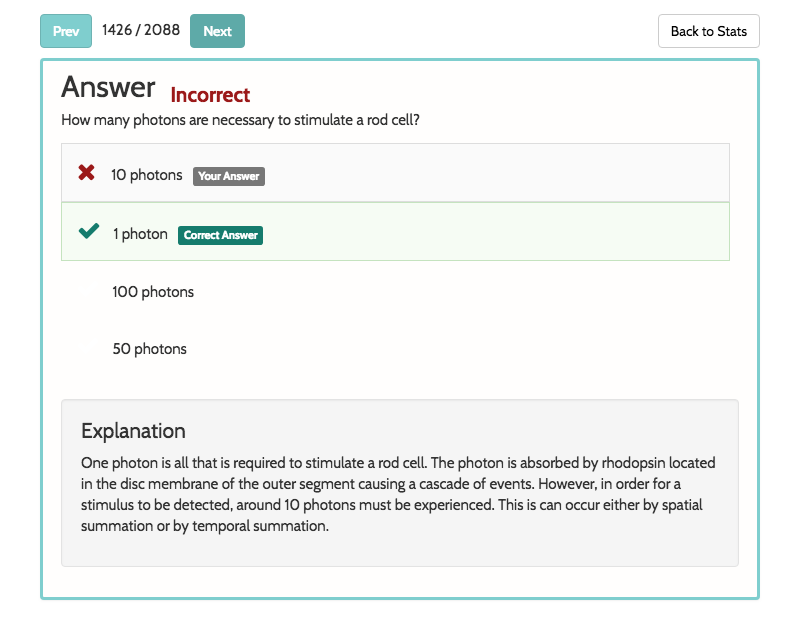 Prev 1426 / 2088 Next Back to Stats
Answer Incorrect
How many photons are necessary to stimulate a rod cell?
10 photons Your Answer
1 photon Correct Answer
100 photons
50 photons
Explanation
One photon is all that is required to stimulate a rod cell. The photon is absorbed by rhodopsin located
in the disc membrane of the outer segment causing a cascade of events. However, in order for a
stimulus to be detected, around 10 photons must be experienced. This is can occur either by spatial
summation or by temporal summation.